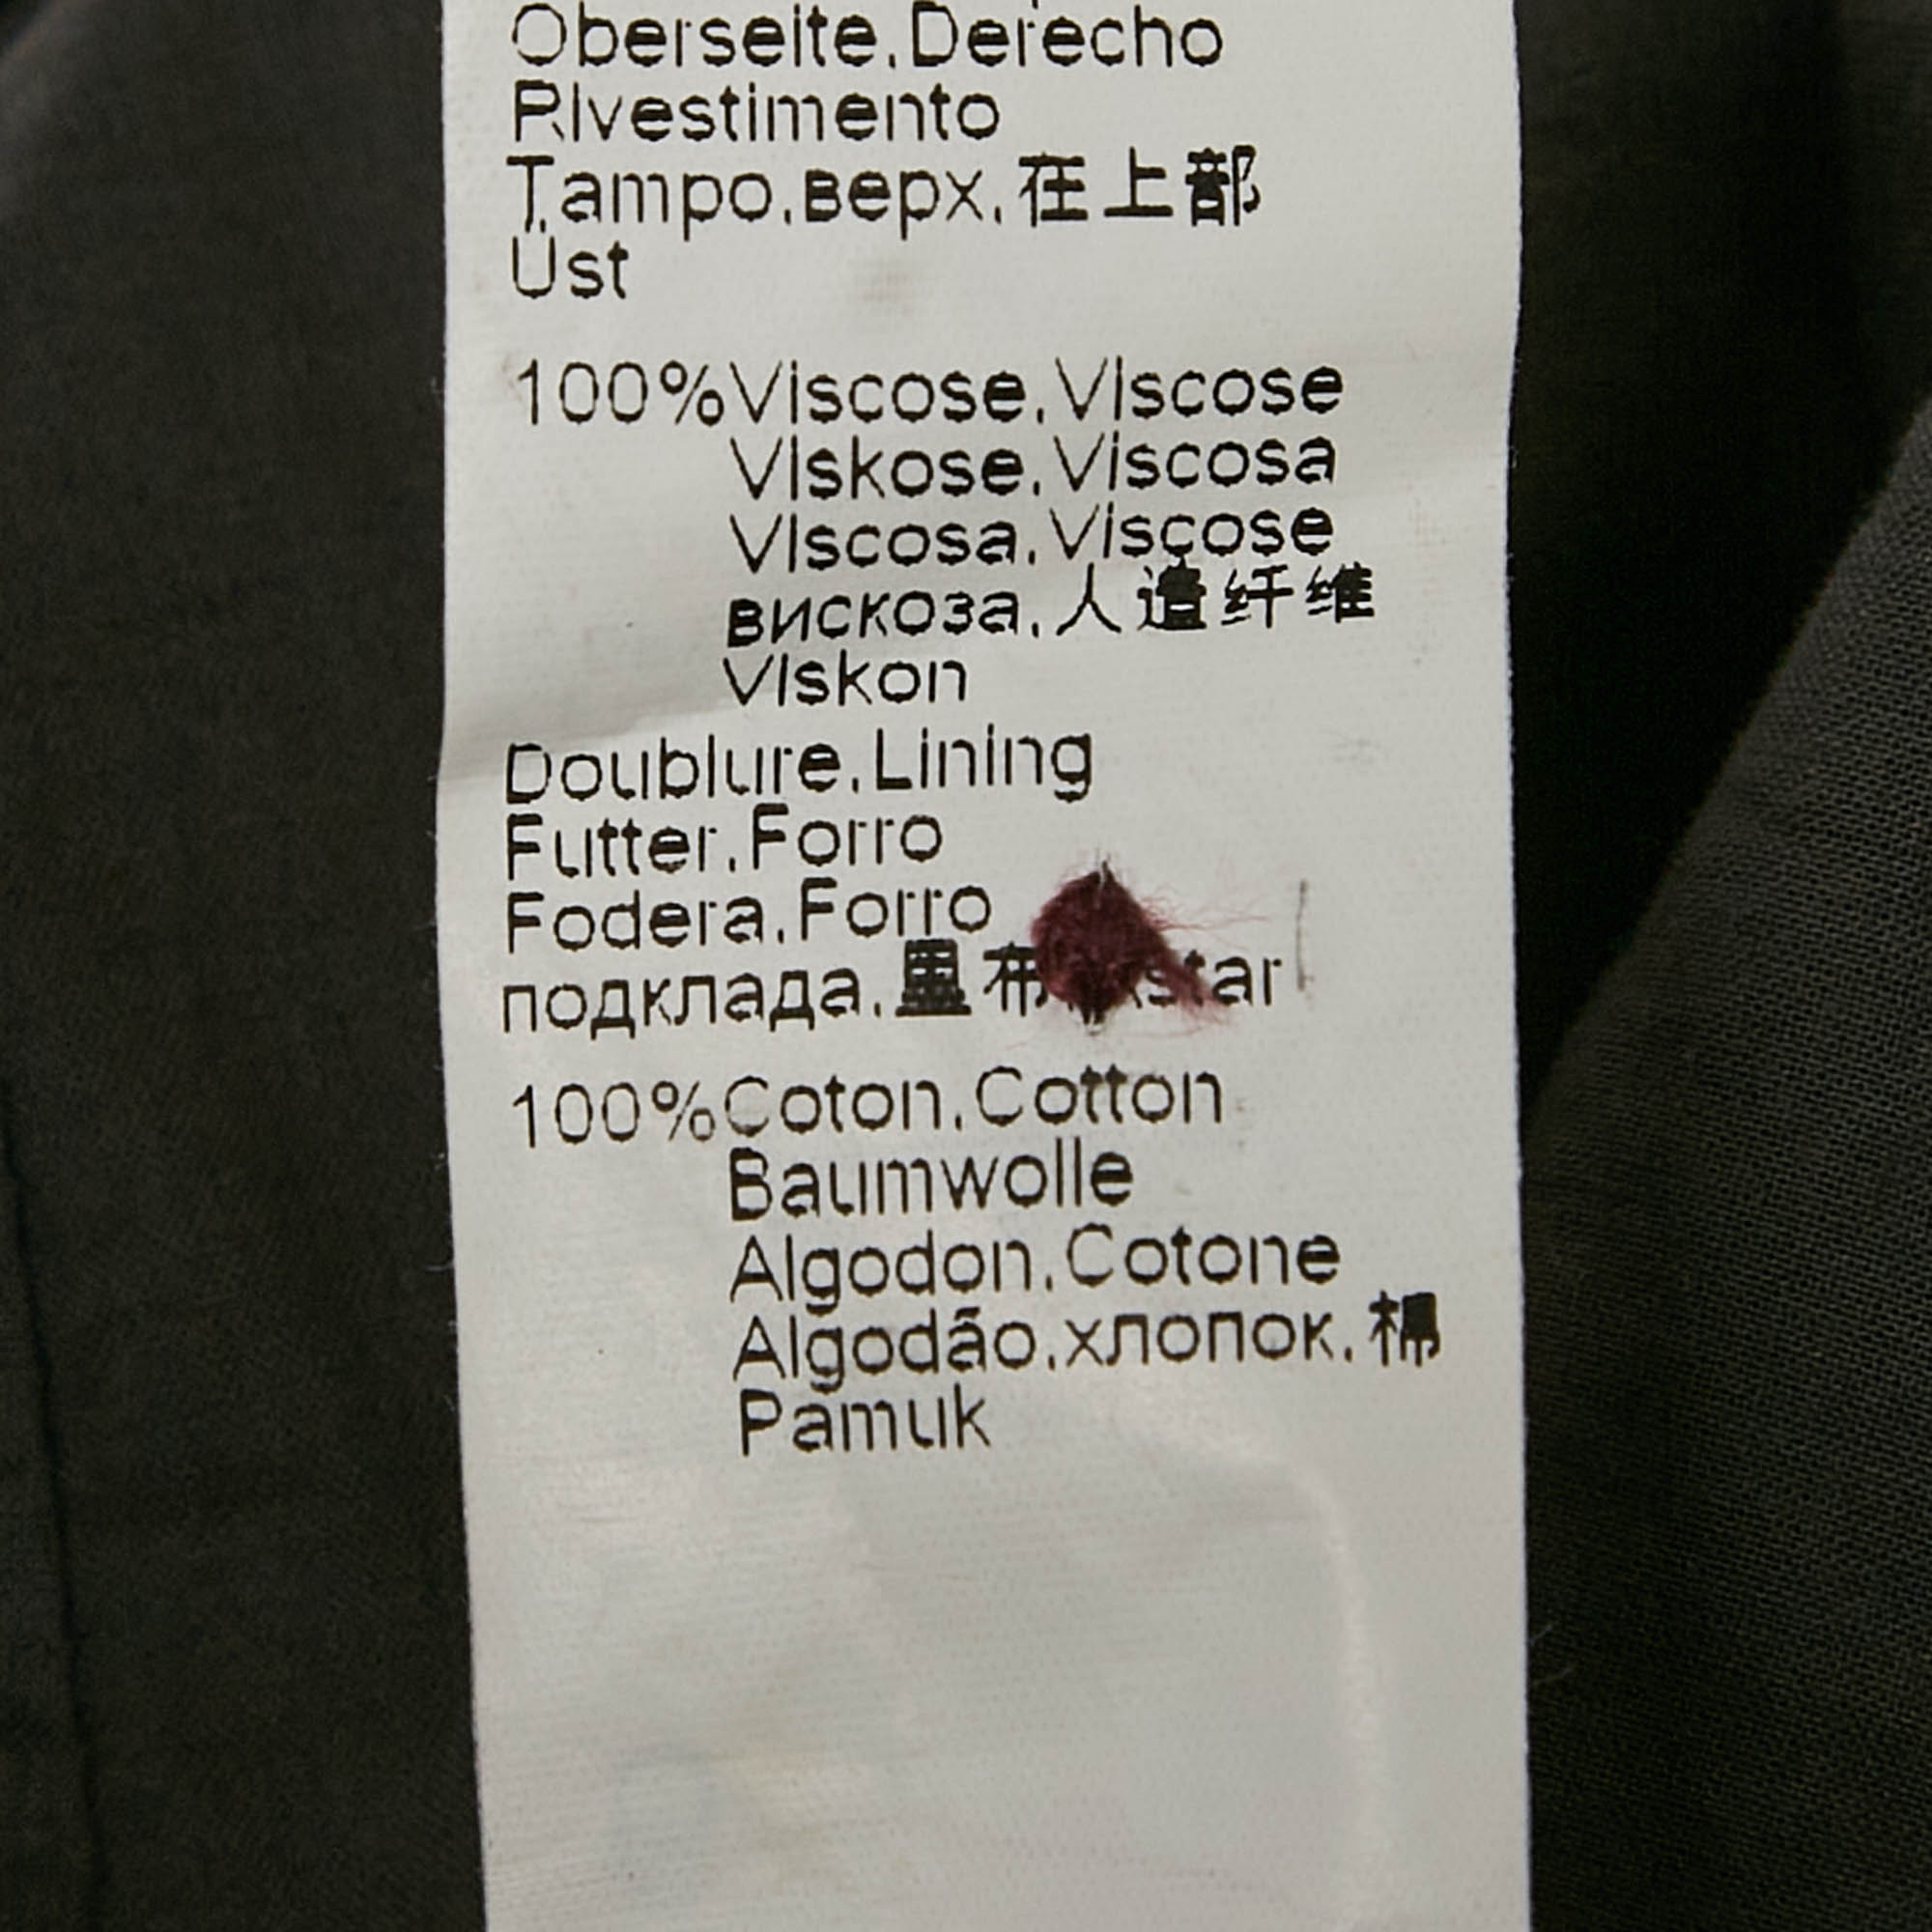 Oberseite.Derecho
Rivestimento
Tampo.верх.在上部
Üst
100%Viscose.Viscose
Viskose.Viscosa
Viscosa.Viscose
вискоза.人造纤维
Viskon
Doublure.Lining
Futter.Forro
Fodera.Forro
подклада.里布
100%Coton.Cotton
Baumwolle
Algodon.Cotone
Algodão.хлопок.棉
Pamuk